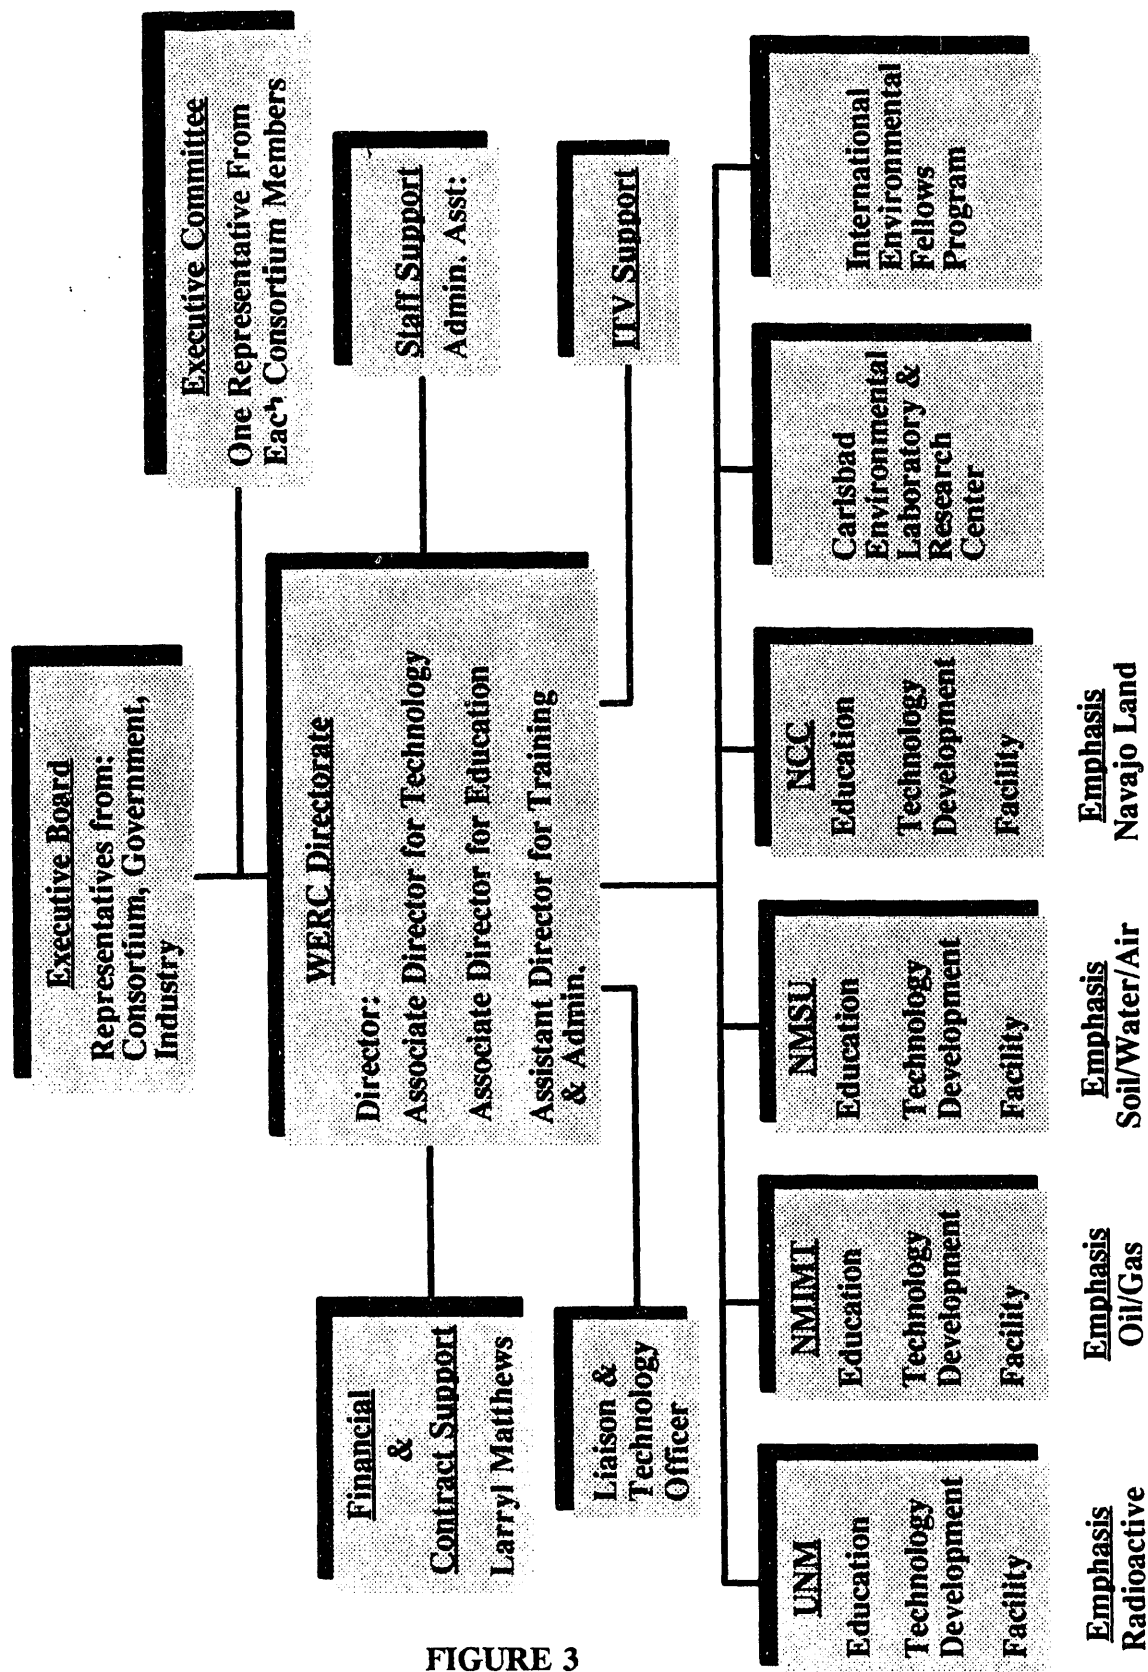 Executive Board
Representatives from:
Consortium, Government,
Industry
Executive Committee
One Representative From
Each Consortium Members
WERC Directorate
Director:
Associate Director for Technology
Associate Director for Education
Assistant Director for Training
& Admin.
Financial
&
Contract Support
Larryl Matthews
Staff Support
Admin. Asst:
Liaison &
Technology
Officer
ITV Support
UNM
Education
Technology
Development
Facility
NMIMT
Education
Technology
Development
Facility
NMSU
Education
Technology
Development
Facility
NCC
Education
Technology
Development
Facility
Carlsbad
Environmental
Laboratory &
Research
Center
International
Environmental
Fellows
Program
Emphasis
Radioactive
Emphasis
Oil/Gas
Emphasis
Soil/Water/Air
Emphasis
Navajo Land
FIGURE 3